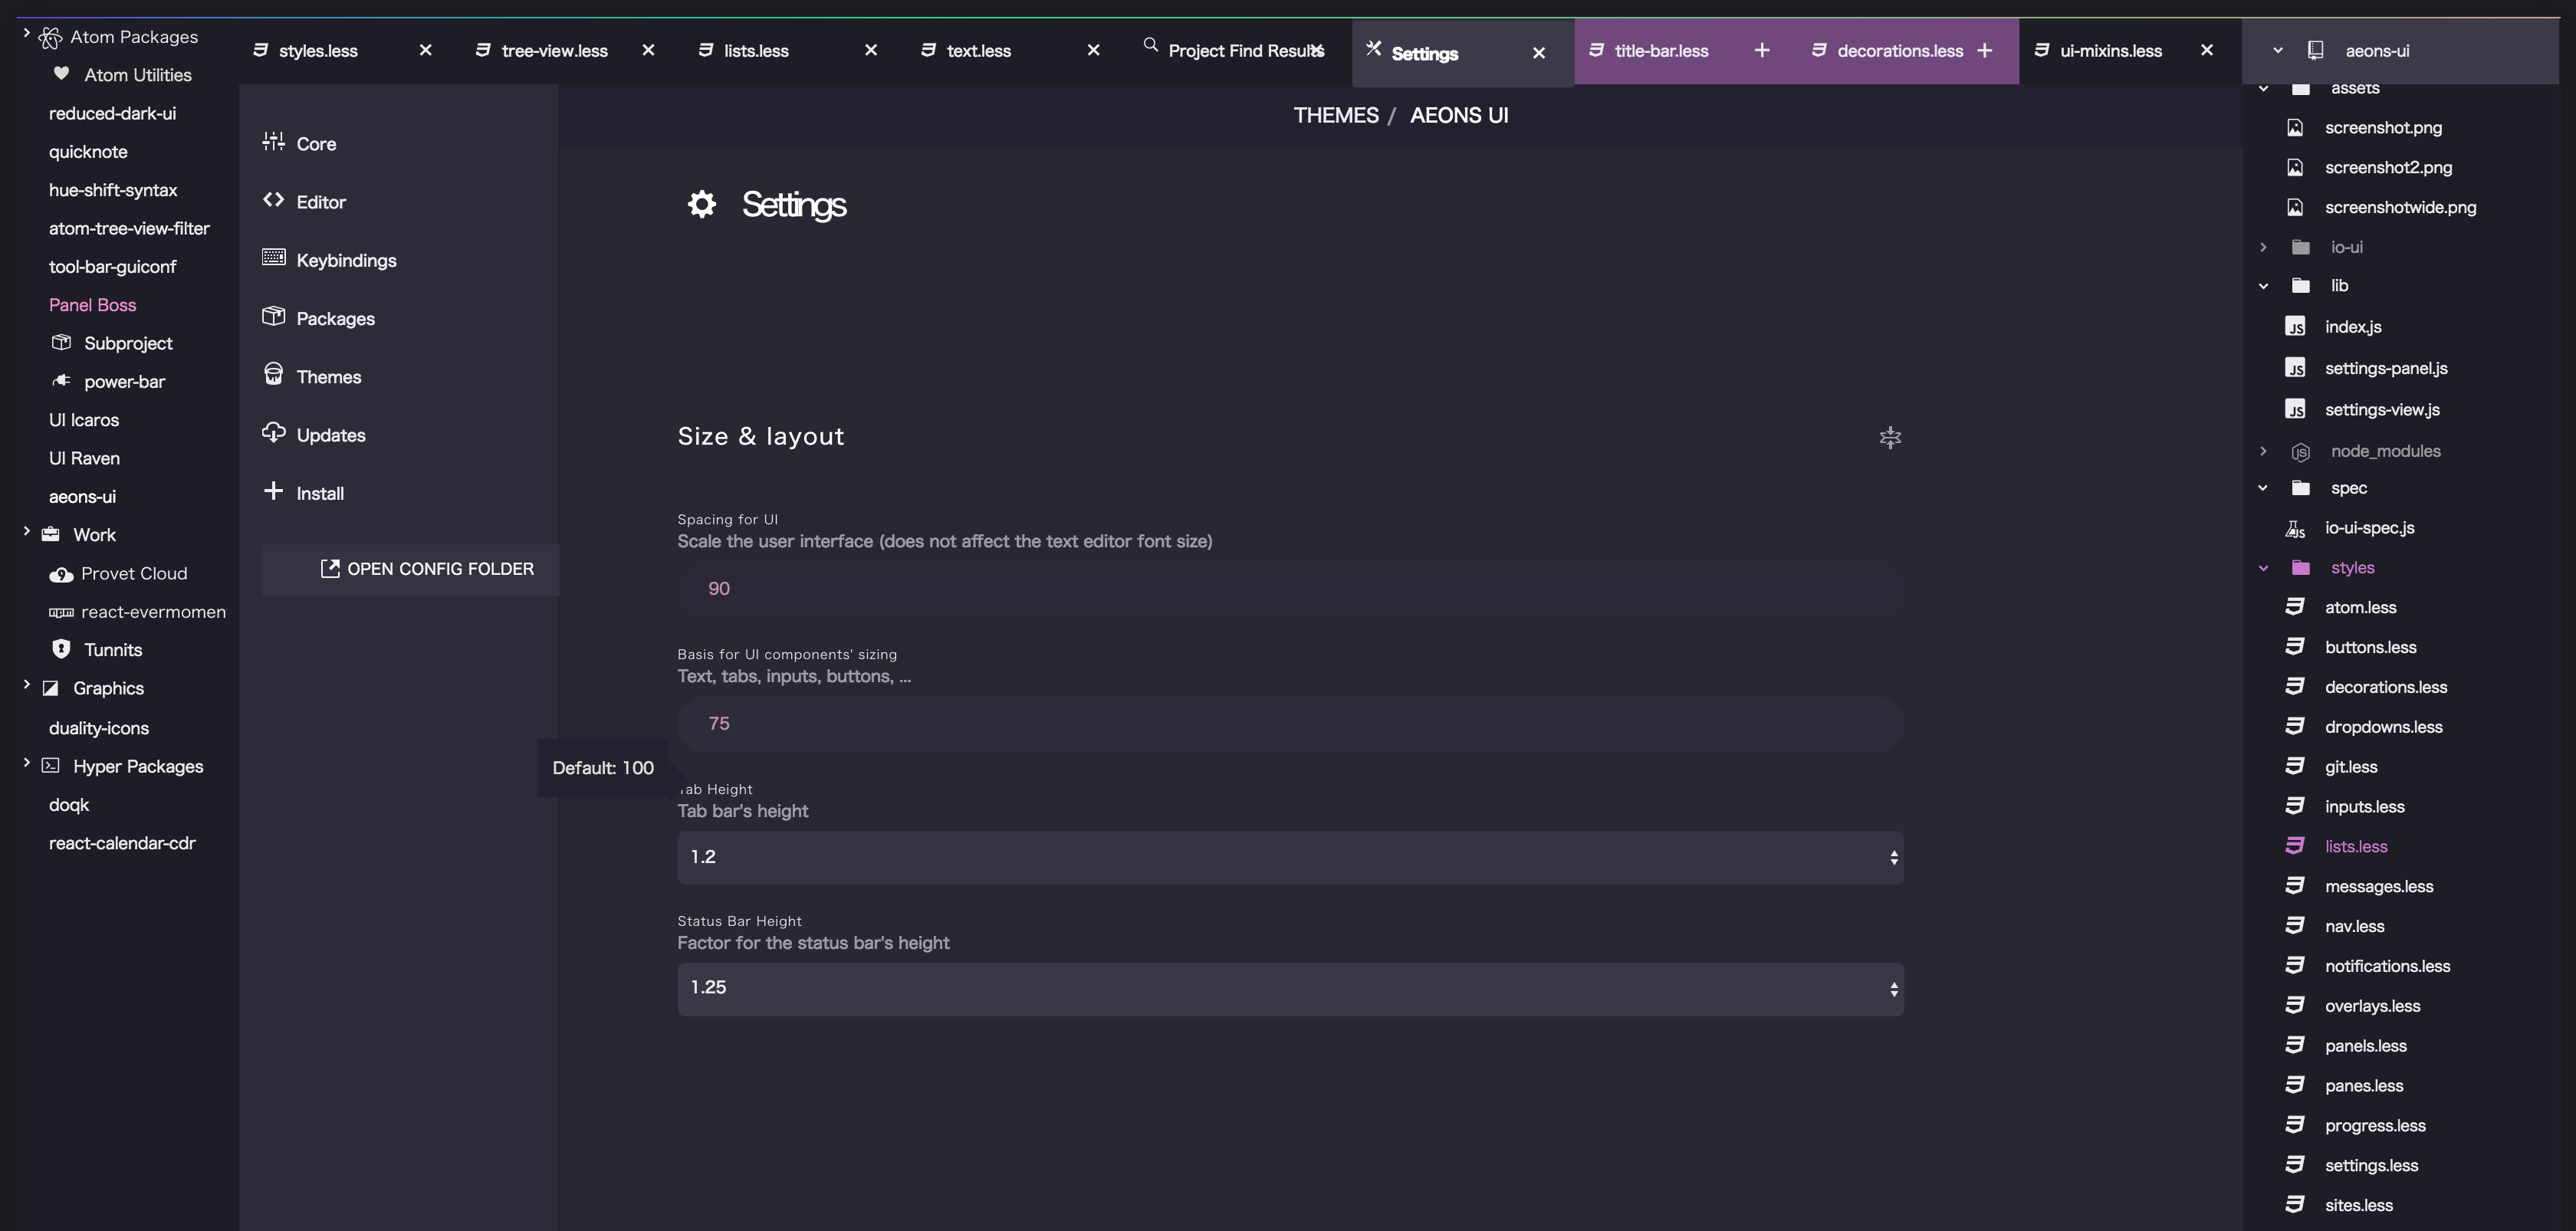 Atom Packages
Atom Utilities
reduced-dark-ui
quicknote
hue-shift-syntax
atom-tree-view-filter
tool-bar-guiconf
Panel Boss
Subproject
power-bar
UI Icaros
UI Raven
aeons-ui
Work
Provet Cloud
react-evermomen
Tunnits
Graphics
duality-icons
Hyper Packages
doqk
react-calendar-cdr
styles.less
tree-view.less
lists.less
text.less
Project Find Results
Settings
title-bar.less
decorations.less
ui-mixins.less
Core
Editor
Keybindings
Packages
Themes
Updates
Install
OPEN CONFIG FOLDER
THEMES / AEONS UI
Settings
Size & layout
Spacing for UI
Scale the user interface (does not affect the text editor font size)
90
Basis for UI components' sizing
Text, tabs, inputs, buttons, ...
75
Default: 100
Tab Height
Tab bar's height
1.2
Status Bar Height
Factor for the status bar's height
1.25
aeons-ui
assets
screenshot.png
screenshot2.png
screenshotwide.png
io-ui
lib
index.js
settings-panel.js
settings-view.js
node_modules
spec
io-ui-spec.js
styles
atom.less
buttons.less
decorations.less
dropdowns.less
git.less
inputs.less
lists.less
messages.less
nav.less
notifications.less
overlays.less
panels.less
panes.less
progress.less
settings.less
sites.less